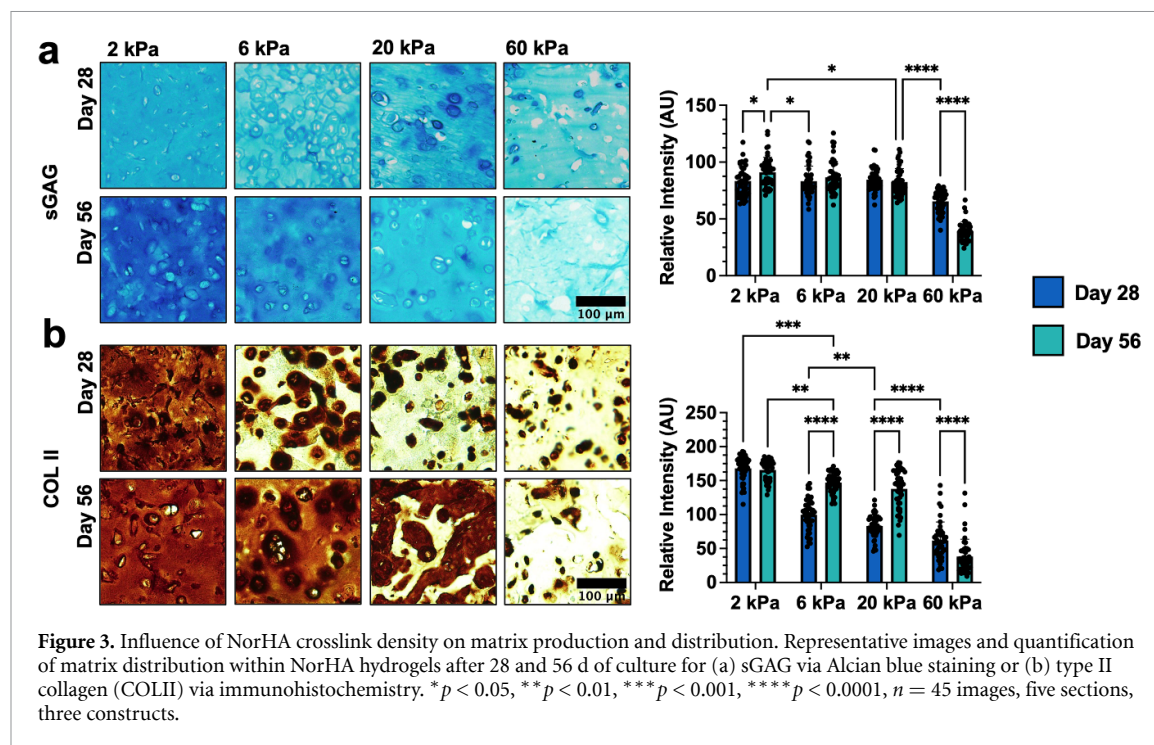 a
2 kPa 6 kPa 20 kPa 60 kPa
Day 28
sGAG
Day 56
100 µm
* **** 
* * ****
Relative Intensity (AU)
150
100
50
0
2 kPa 6 kPa 20 kPa 60 kPa
Day 28
Day 56
b
Day 28
COL II
Day 56
100 µm
***
**
** ****
**** **** ****
Relative Intensity (AU)
250
200
150
100
50
0
2 kPa 6 kPa 20 kPa 60 kPa
Figure 3. Influence of NorHA crosslink density on matrix production and distribution. Representative images and quantification
of matrix distribution within NorHA hydrogels after 28 and 56 d of culture for (a) sGAG via Alcian blue staining or (b) type II
collagen (COLII) via immunohistochemistry. *p < 0.05, **p < 0.01, ***p < 0.001, ****p < 0.0001, n = 45 images, five sections,
three constructs.